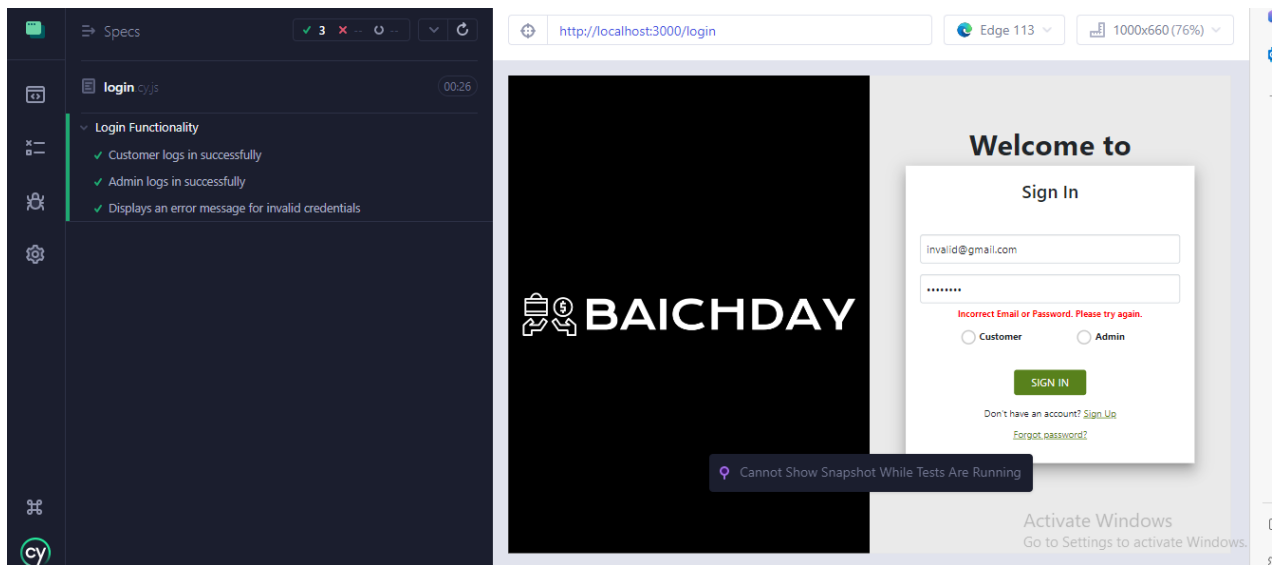 Specs
3 -- --
login.cy.js
00:26
Login Functionality
Customer logs in successfully
Admin logs in successfully
Displays an error message for invalid credentials
cy
http://localhost:3000/login
Edge 113
1000x660 (76%)
BAICHDAY
Welcome to
Sign In
invalid@gmail.com
••••••••
Incorrect Email or Password. Please try again.
Customer
Admin
SIGN IN
Don't have an account? Sign Up
Forgot password?
Cannot Show Snapshot While Tests Are Running
Activate Windows
Go to Settings to activate Windows.